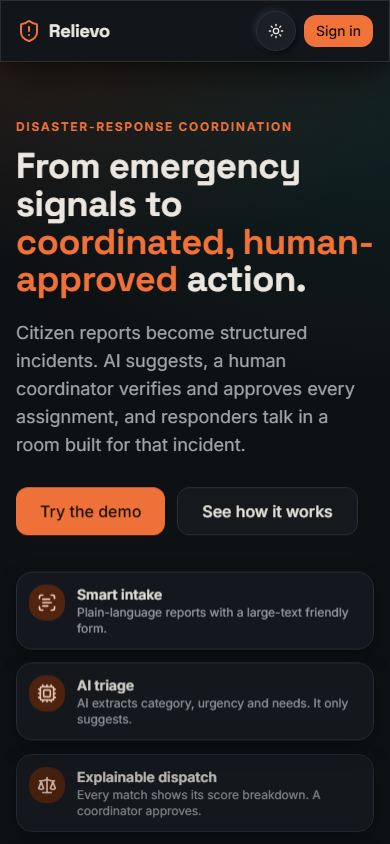 Relievo
Sign in
DISASTER-RESPONSE COORDINATION
From emergency
signals to
coordinated, human-
approved action.
Citizen reports become structured
incidents. AI suggests, a human
coordinator verifies and approves every
assignment, and responders talk in a
room built for that incident.
Try the demo
See how it works
Smart intake
Plain-language reports with a large-text friendly
form.
AI triage
AI extracts category, urgency and needs. It only
suggests.
Explainable dispatch
Every match shows its score breakdown. A
coordinator approves.